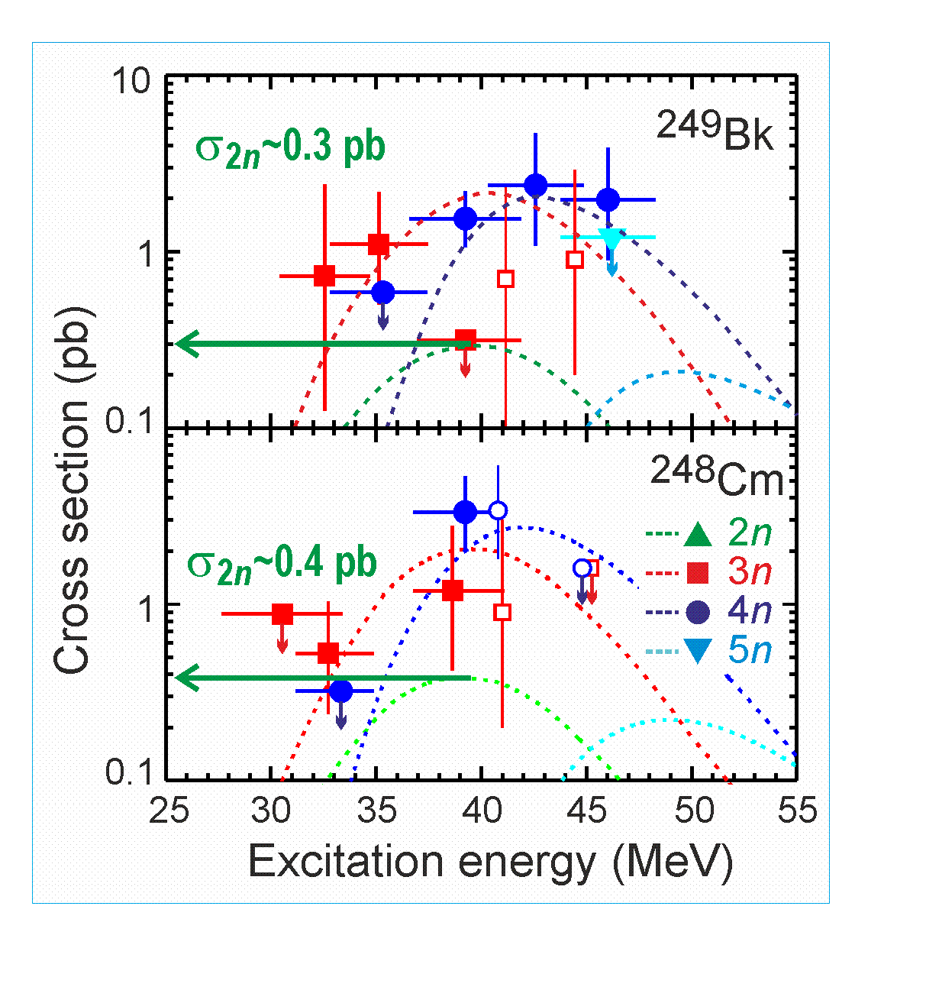 10
σ2n~0.3 pb
249Bk
1
0.1
Cross section (pb)
248Cm
2n
σ2n~0.4 pb
3n
1
4n
5n
0.1
25 30 35 40 45 50 55
Excitation energy (MeV)